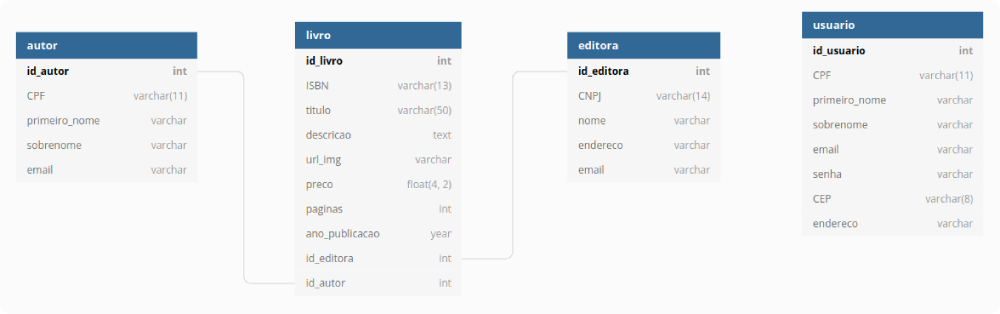 autor
id_autor int
CPF varchar(11)
primeiro_nome varchar
sobrenome varchar
email varchar
livro
id_livro int
ISBN varchar(13)
titulo varchar(50)
descricao text
url_img varchar
preco float(4, 2)
paginas int
ano_publicacao year
id_editora int
id_autor int
editora
id_editora int
CNPJ varchar(14)
nome varchar
endereco varchar
email varchar
usuario
id_usuario int
CPF varchar(11)
primeiro_nome varchar
sobrenome varchar
email varchar
senha varchar
CEP varchar(8)
endereco varchar